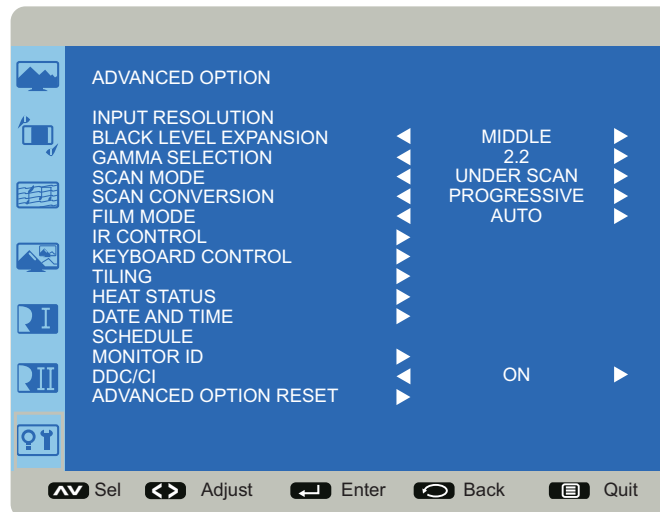 ADVANCED OPTION
INPUT RESOLUTION
BLACK LEVEL EXPANSION MIDDLE
GAMMA SELECTION 2.2
SCAN MODE UNDER SCAN
SCAN CONVERSION PROGRESSIVE
FILM MODE AUTO
IR CONTROL
KEYBOARD CONTROL
TILING
HEAT STATUS
DATE AND TIME
SCHEDULE
MONITOR ID
DDC/CI ON
ADVANCED OPTION RESET
I
II
Sel Adjust Enter Back Quit